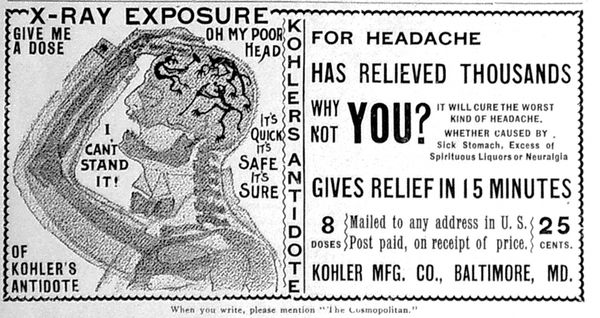 X-RAY EXPOSURE
GIVE ME
A DOSE
OH MY POOR
HEAD
I
CAN'T
STAND
IT!
IT'S
QUICK
IT'S
SAFE
IT'S
SURE
OF
KOHLER'S
ANTIDOTE
KOHLERS ANTIDOTE
FOR HEADACHE
HAS RELIEVED THOUSANDS
WHY
NOT
YOU?
IT WILL CURE THE WORST
KIND OF HEADACHE,
WHETHER CAUSED BY
Sick Stomach, Excess of
Spirituous Liquors or Neuralgia
GIVES RELIEF IN 15 MINUTES
8
DOSES
Mailed to any address in U. S.
Post paid, on receipt of price.
25
CENTS.
KOHLER MFG. CO., BALTIMORE, MD.
When you write, please mention "The Cosmopolitan."